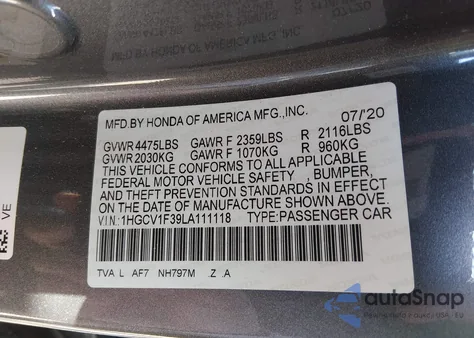 MFD.BY HONDA OF AMERICA MFG.,INC. 07/'20
GVWR 4475LBS GAWR F 2359LBS R 2116LBS
GVWR 2030KG GAWR F 1070KG R 960KG
THIS VEHICLE CONFORMS TO ALL APPLICABLE
FEDERAL MOTOR VEHICLE SAFETY , BUMPER,
AND THEFT PREVENTION STANDARDS IN EFFECT
ON THE DATE OF MANUFACTURE SHOWN ABOVE.
V.I.N.:1HGCV1F39LA111118 TYPE:PASSENGER CAR
TVA L AF7 NH797M .Z .A
VE
autoSnap